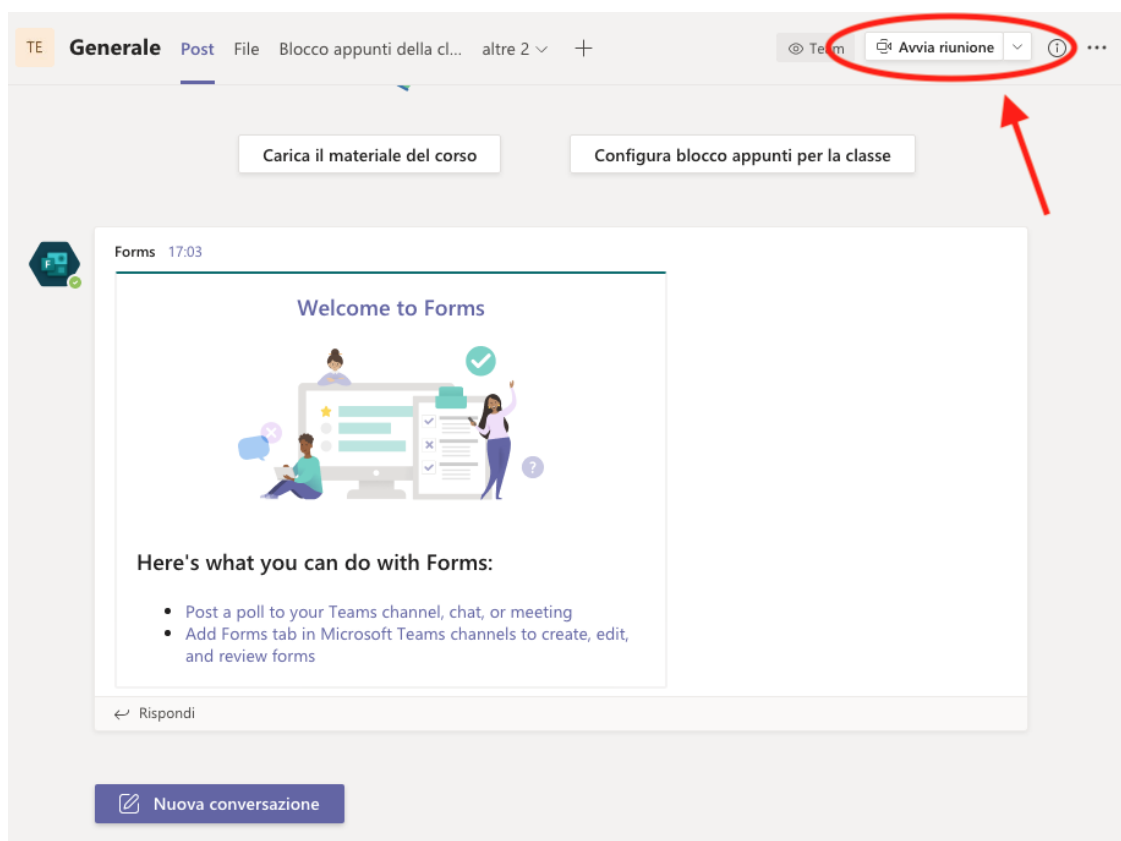 TE Generale Post File Blocco appunti della cl... altre 2 Team Avvia riunione
Carica il materiale del corso Configura blocco appunti per la classe
Forms 17:03
F
Welcome to Forms
?
Here's what you can do with Forms:
• Post a poll to your Teams channel, chat, or meeting
• Add Forms tab in Microsoft Teams channels to create, edit,
and review forms
Rispondi
Nuova conversazione